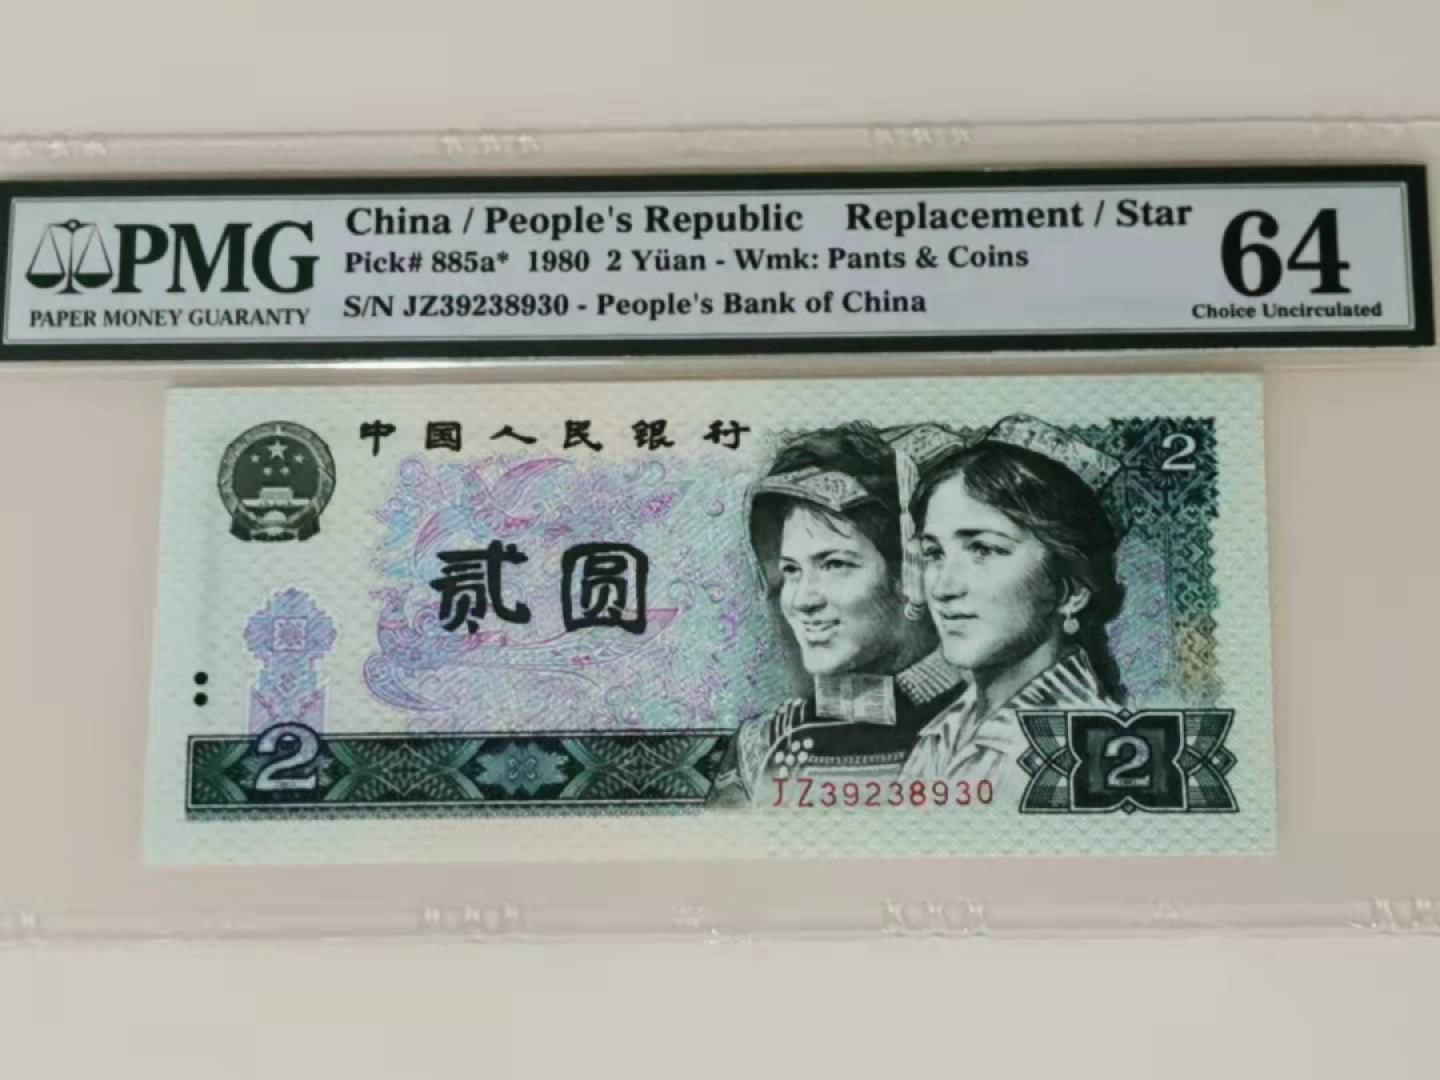 PMG
PAPER MONEY GUARANTY
China / People's Republic Replacement / Star
Pick# 885a* 1980 2 Yüan - Wmk: Pants & Coins
S/N JZ39238930 - People's Bank of China
64
Choice Uncirculated
中国人民银行
2
贰圆
2
JZ39238930
2